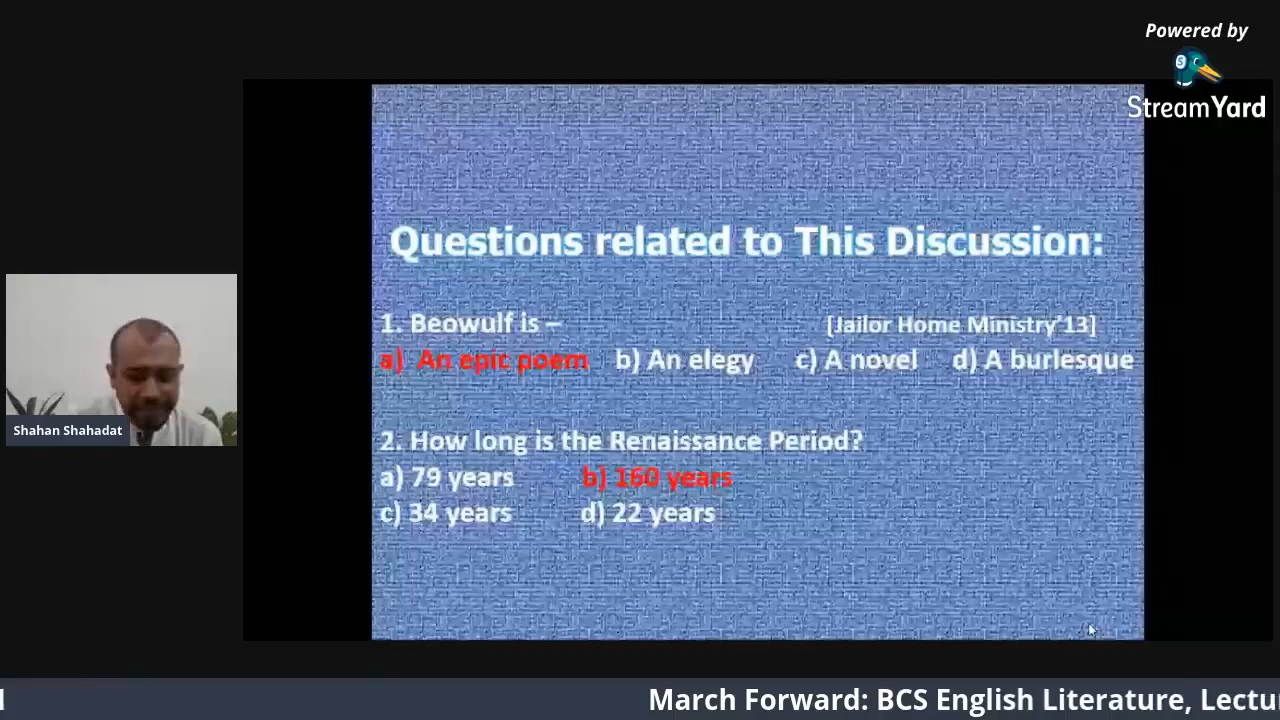 Powered by
StreamYard
Questions related to This Discussion:
1. Beowulf is – [Jailor Home Ministry'13]
a) An epic poem b) An elegy c) A novel d) A burlesque
2. How long is the Renaissance Period?
a) 79 years b) 160 years
c) 34 years d) 22 years
Shahan Shahadat
March Forward: BCS English Literature,